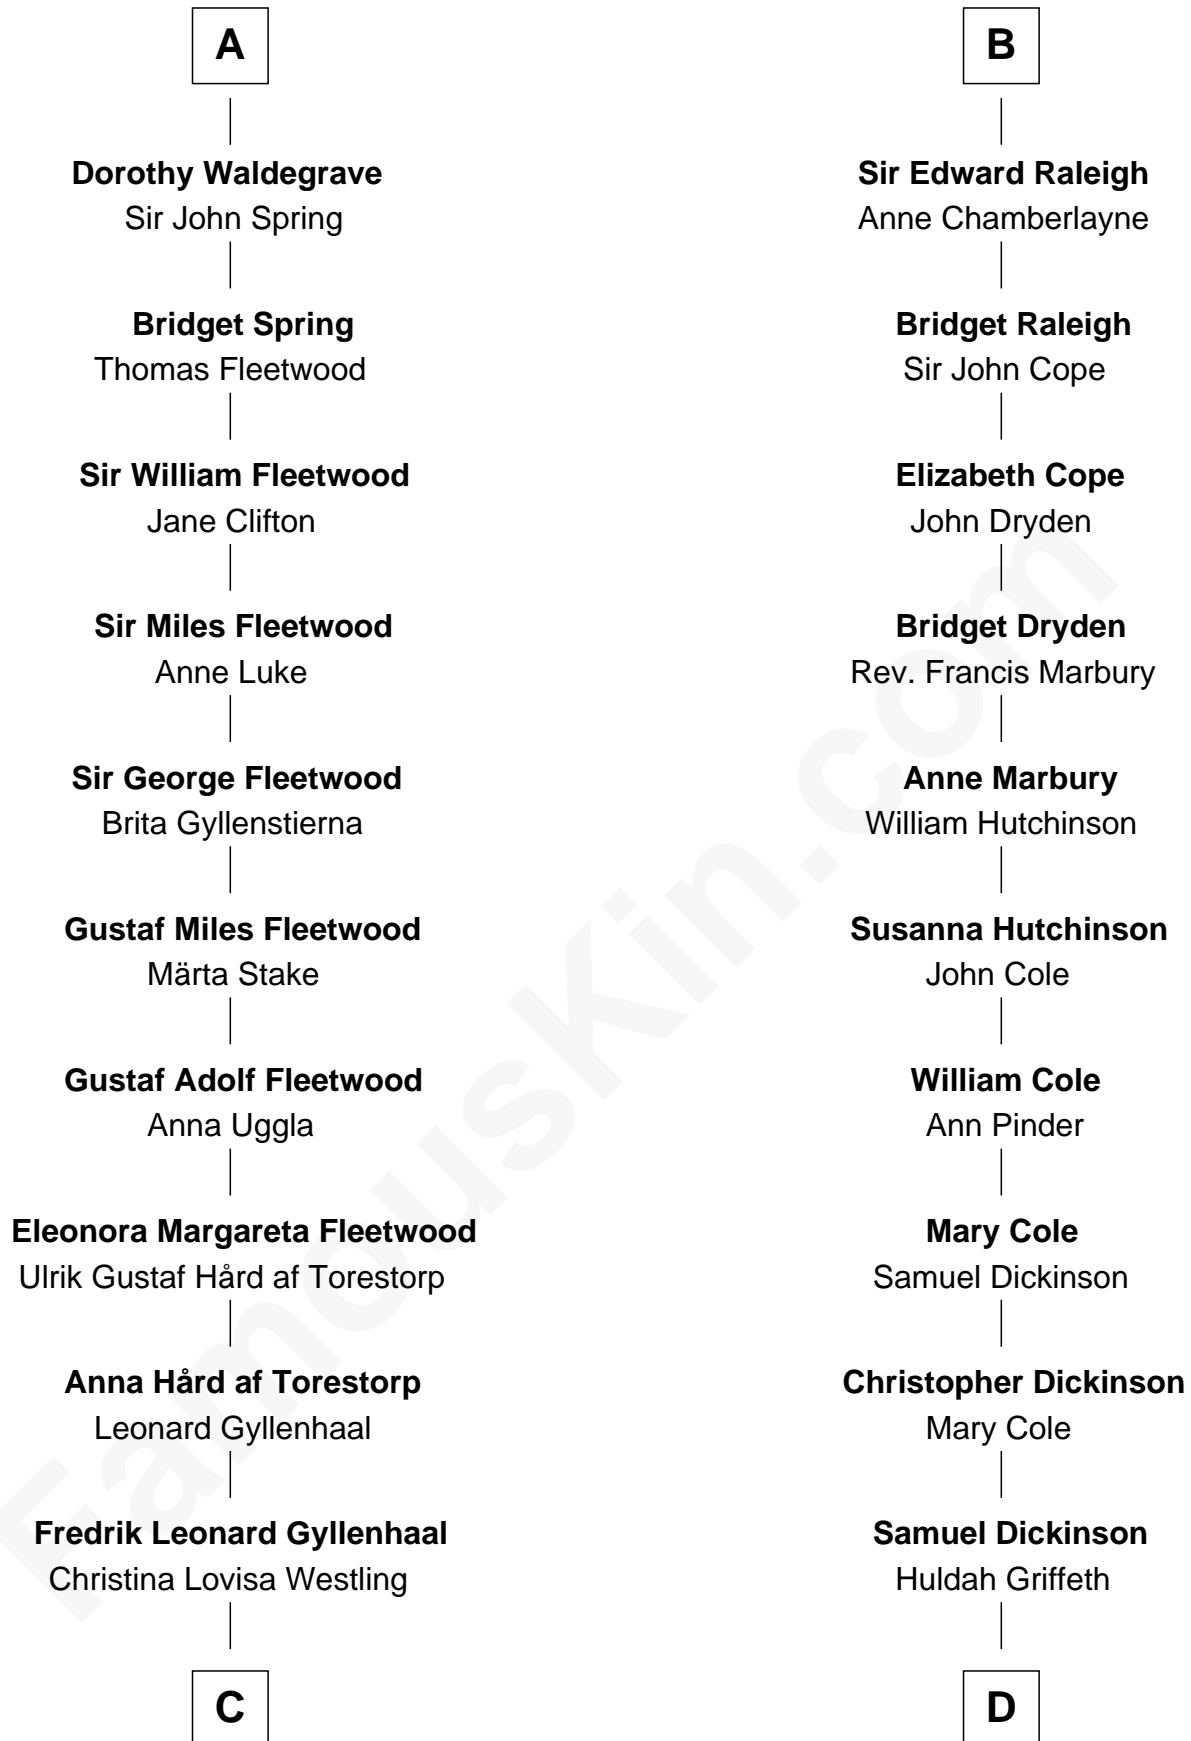 A
Dorothy Waldegrave
Sir John Spring
Bridget Spring
Thomas Fleetwood
Sir William Fleetwood
Jane Clifton
Sir Miles Fleetwood
Anne Luke
Sir George Fleetwood
Brita Gyllenstierna
Gustaf Miles Fleetwood
Märta Stake
Gustaf Adolf Fleetwood
Anna Uggla
Eleonora Margareta Fleetwood
Ulrik Gustaf Hård af Torestorp
Anna Hård af Torestorp
Leonard Gyllenhaal
Fredrik Leonard Gyllenhaal
Christina Lovisa Westling
C
B
Sir Edward Raleigh
Anne Chamberlayne
Bridget Raleigh
Sir John Cope
Elizabeth Cope
John Dryden
Bridget Dryden
Rev. Francis Marbury
Anne Marbury
William Hutchinson
Susanna Hutchinson
John Cole
William Cole
Ann Pinder
Mary Cole
Samuel Dickinson
Christopher Dickinson
Mary Cole
Samuel Dickinson
Huldah Griffeth
D
FamousKin.com